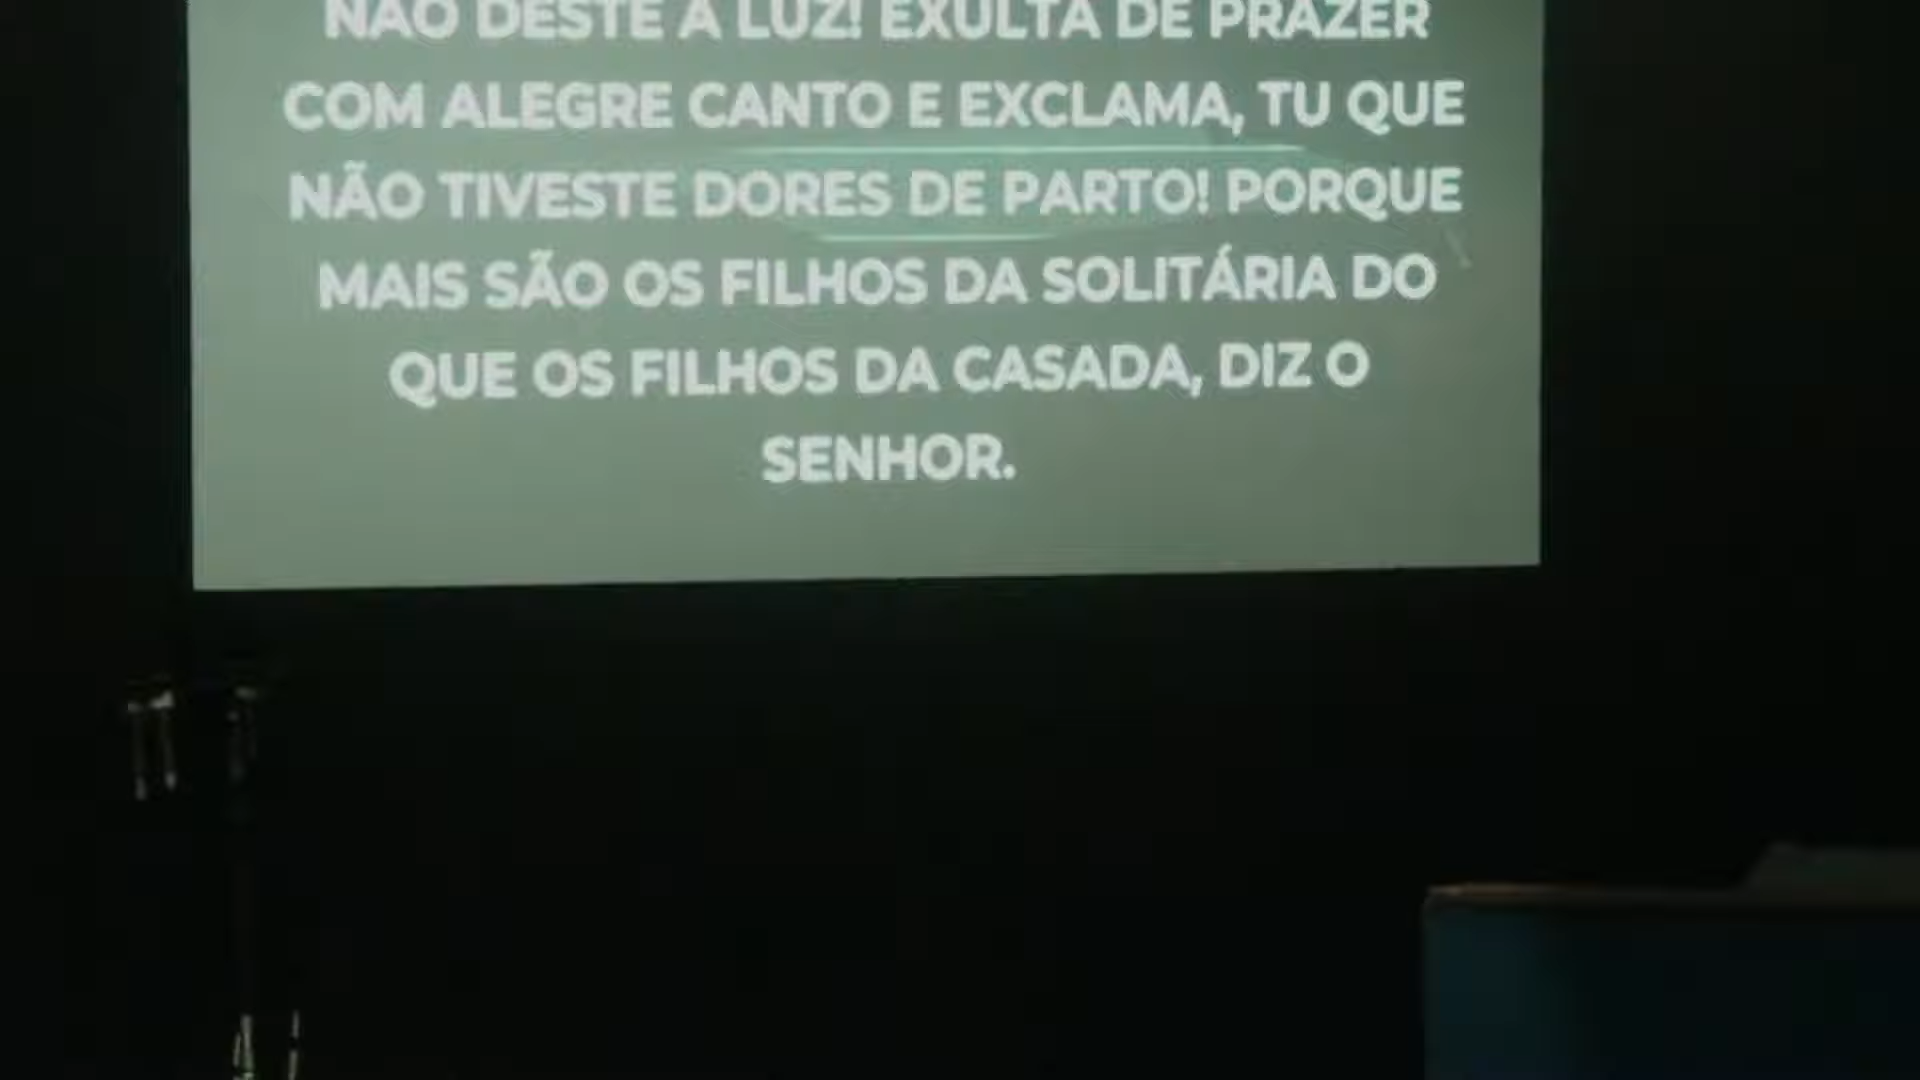 NÃO DESTE À LUZ! EXULTA DE PRAZER
COM ALEGRE CANTO E EXCLAMA, TU QUE
NÃO TIVESTE DORES DE PARTO! PORQUE
MAIS SÃO OS FILHOS DA SOLITÁRIA DO
QUE OS FILHOS DA CASADA, DIZ O
SENHOR.